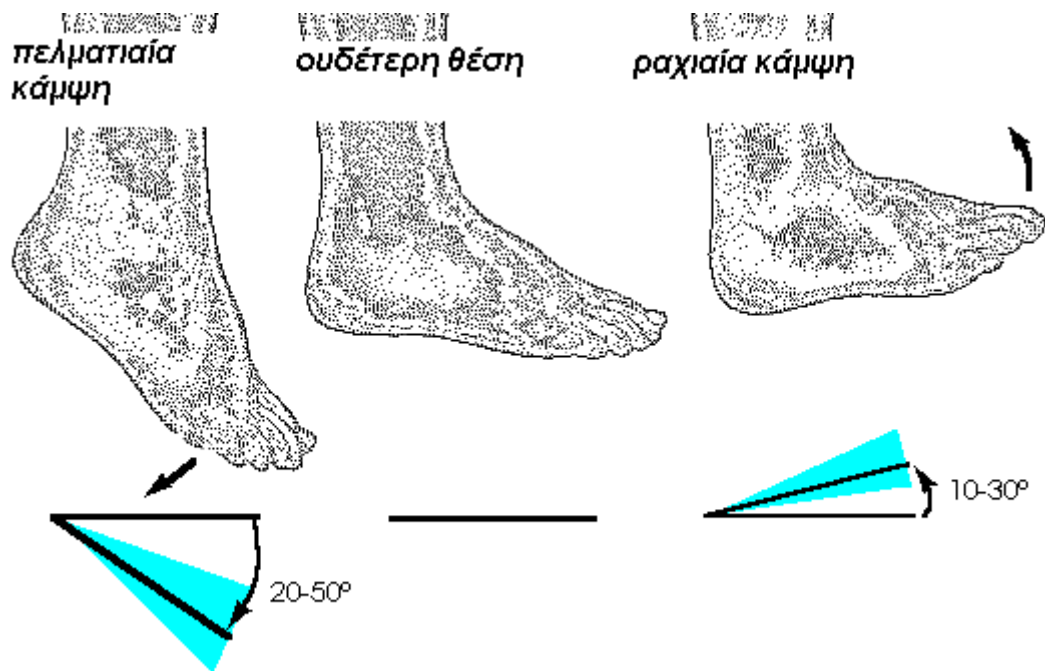 πελματιαία
κάμψη
ουδέτερη θέση
ραχιαία κάμψη
10-30º
20-50º